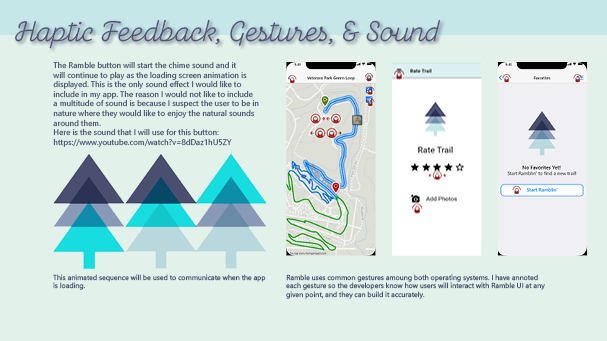 Haptic Feedback, Gestures, & Sound
The Ramble button will start the chime sound and it
will continue to play as the loading screen animation is
displayed. This is the only sound effect I would like to
include in my app. The reason I would not like to include
a multitude of sound is because I suspect the user to be in
nature where they would like to enjoy the natural sounds
around them.
Here is the sound that I will use for this button:
https://www.youtube.com/watch?v=8dDaz1hUSZY
This animated sequence will be used to communicate when the app
is loading.
Veterans Park Green Loop
Rate Trail
Rate Trail
Add Photos
Favorites
No Favorites Yet!
Start Ramblin' to find a new trail!
Start Ramblin'
Ramble uses common gestures amoung both operating systems. I have annotated
each gesture so the developers know how users will interact with Ramble UI at any
given point, and they can build it accurately.